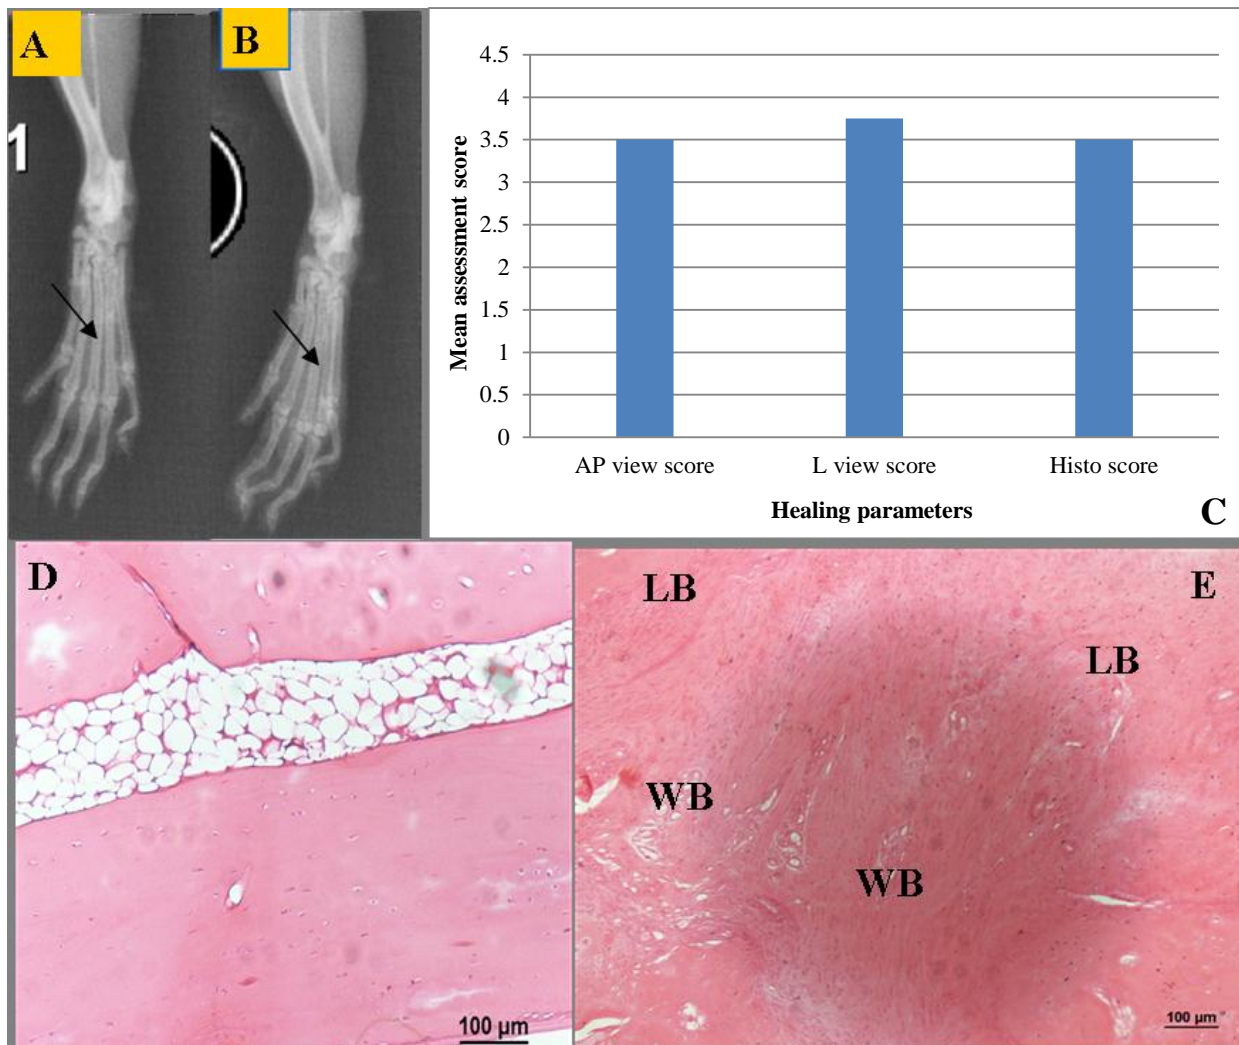 A
B
1
4.5
4
3.5
3
2.5
2
1.5
1
0.5
0
Mean assessment score
AP view score
L view score
Histo score
Healing parameters
C
D
100 µm
E
LB
LB
WB
WB
100 µm